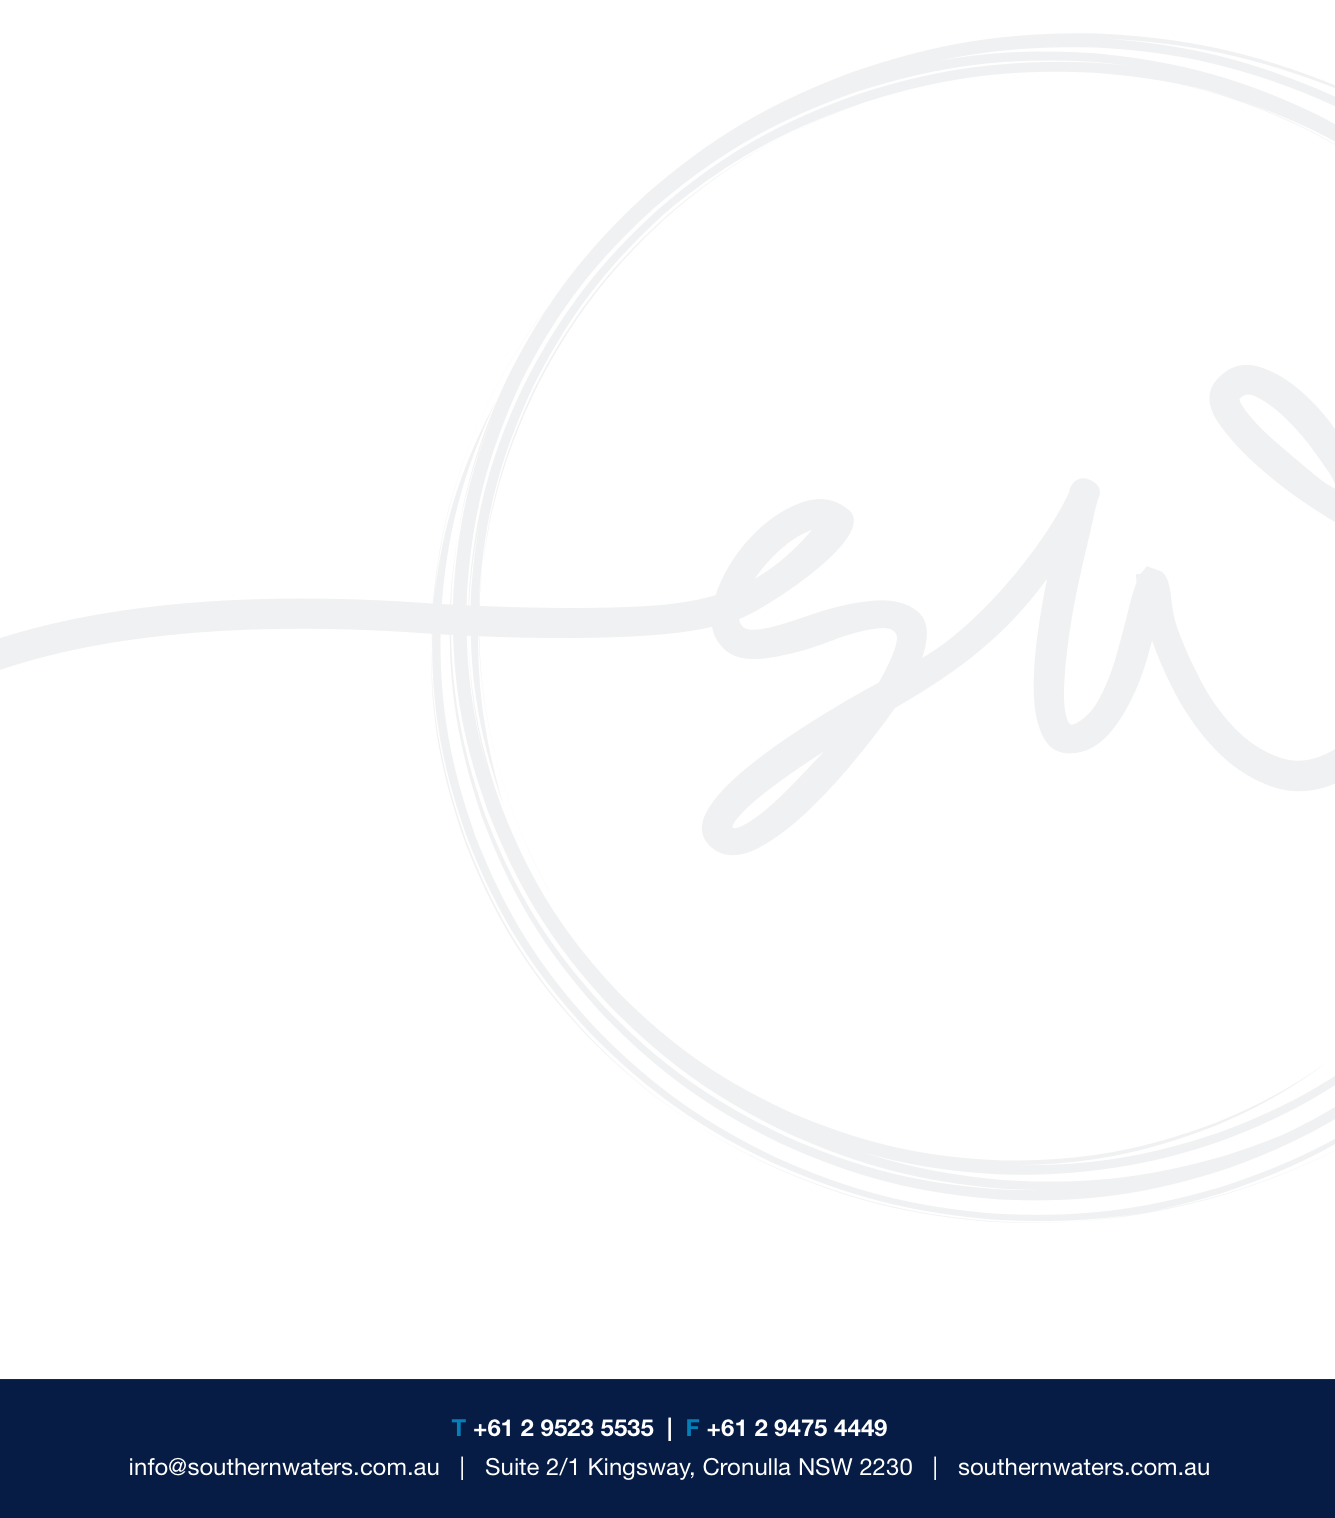 sw
T +61 2 9523 5535 | F +61 2 9475 4449
info@southernwaters.com.au | Suite 2/1 Kingsway, Cronulla NSW 2230 | southernwaters.com.au